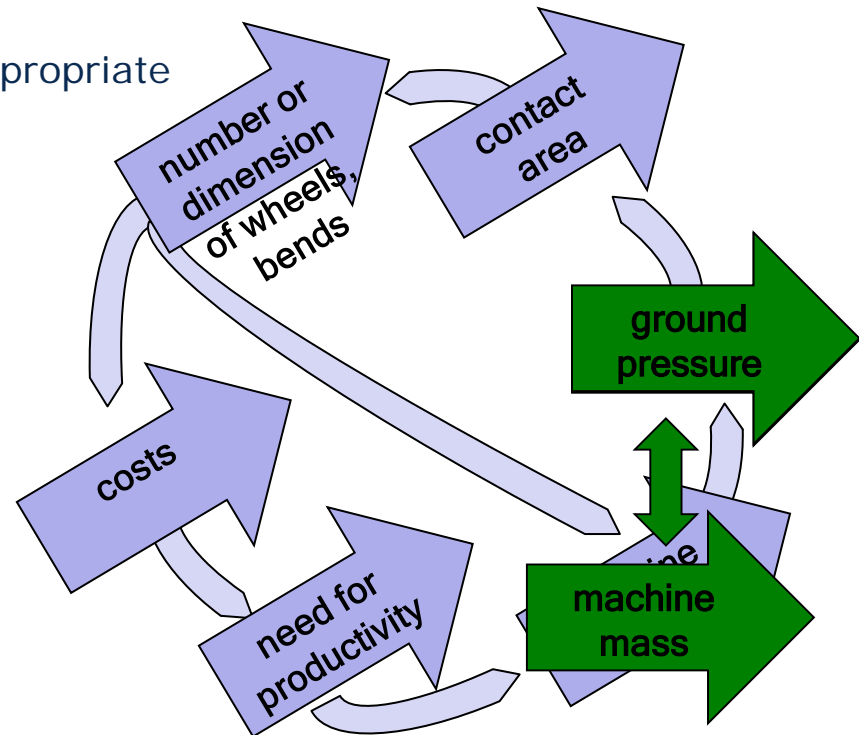 propriate
number or
dimension
of wheels,
bends
contact
area
ground
pressure
costs
need for
productivity
machine
mass